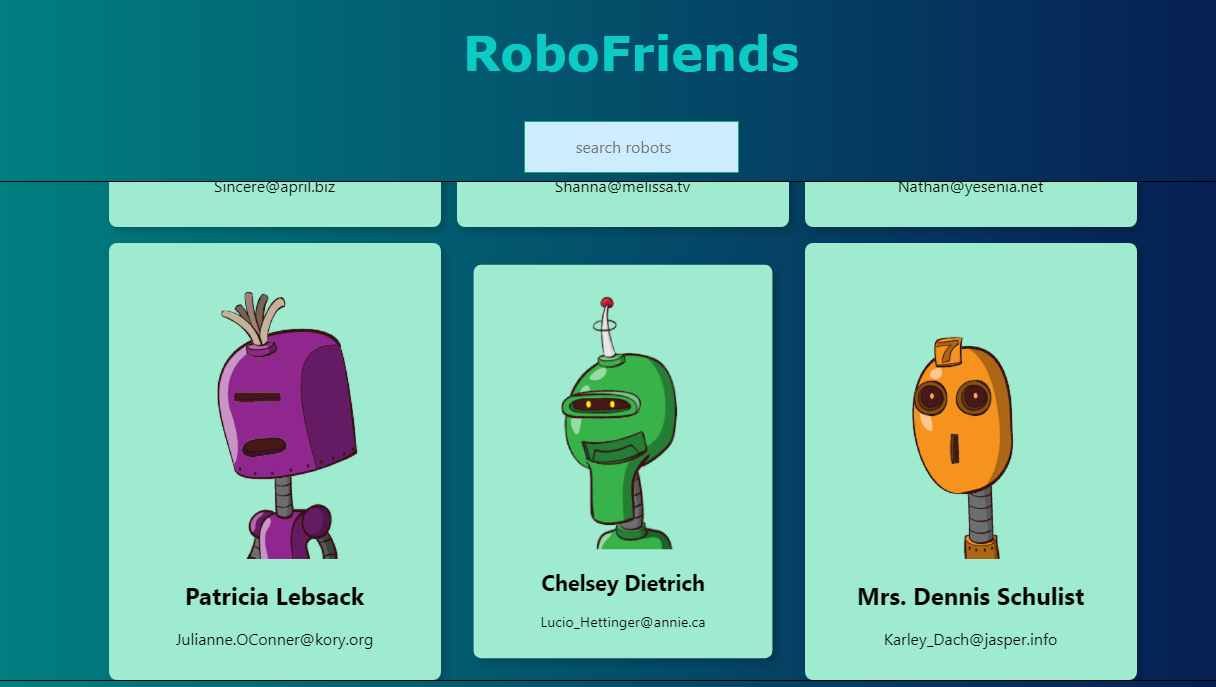 RoboFriends
search robots
Sincere@april.biz
Shanna@melissa.tv
Nathan@yesenia.net
7
Patricia Lebsack
Julianne.OConner@kory.org
Chelsey Dietrich
Lucio_Hettinger@annie.ca
Mrs. Dennis Schulist
Karley_Dach@jasper.info